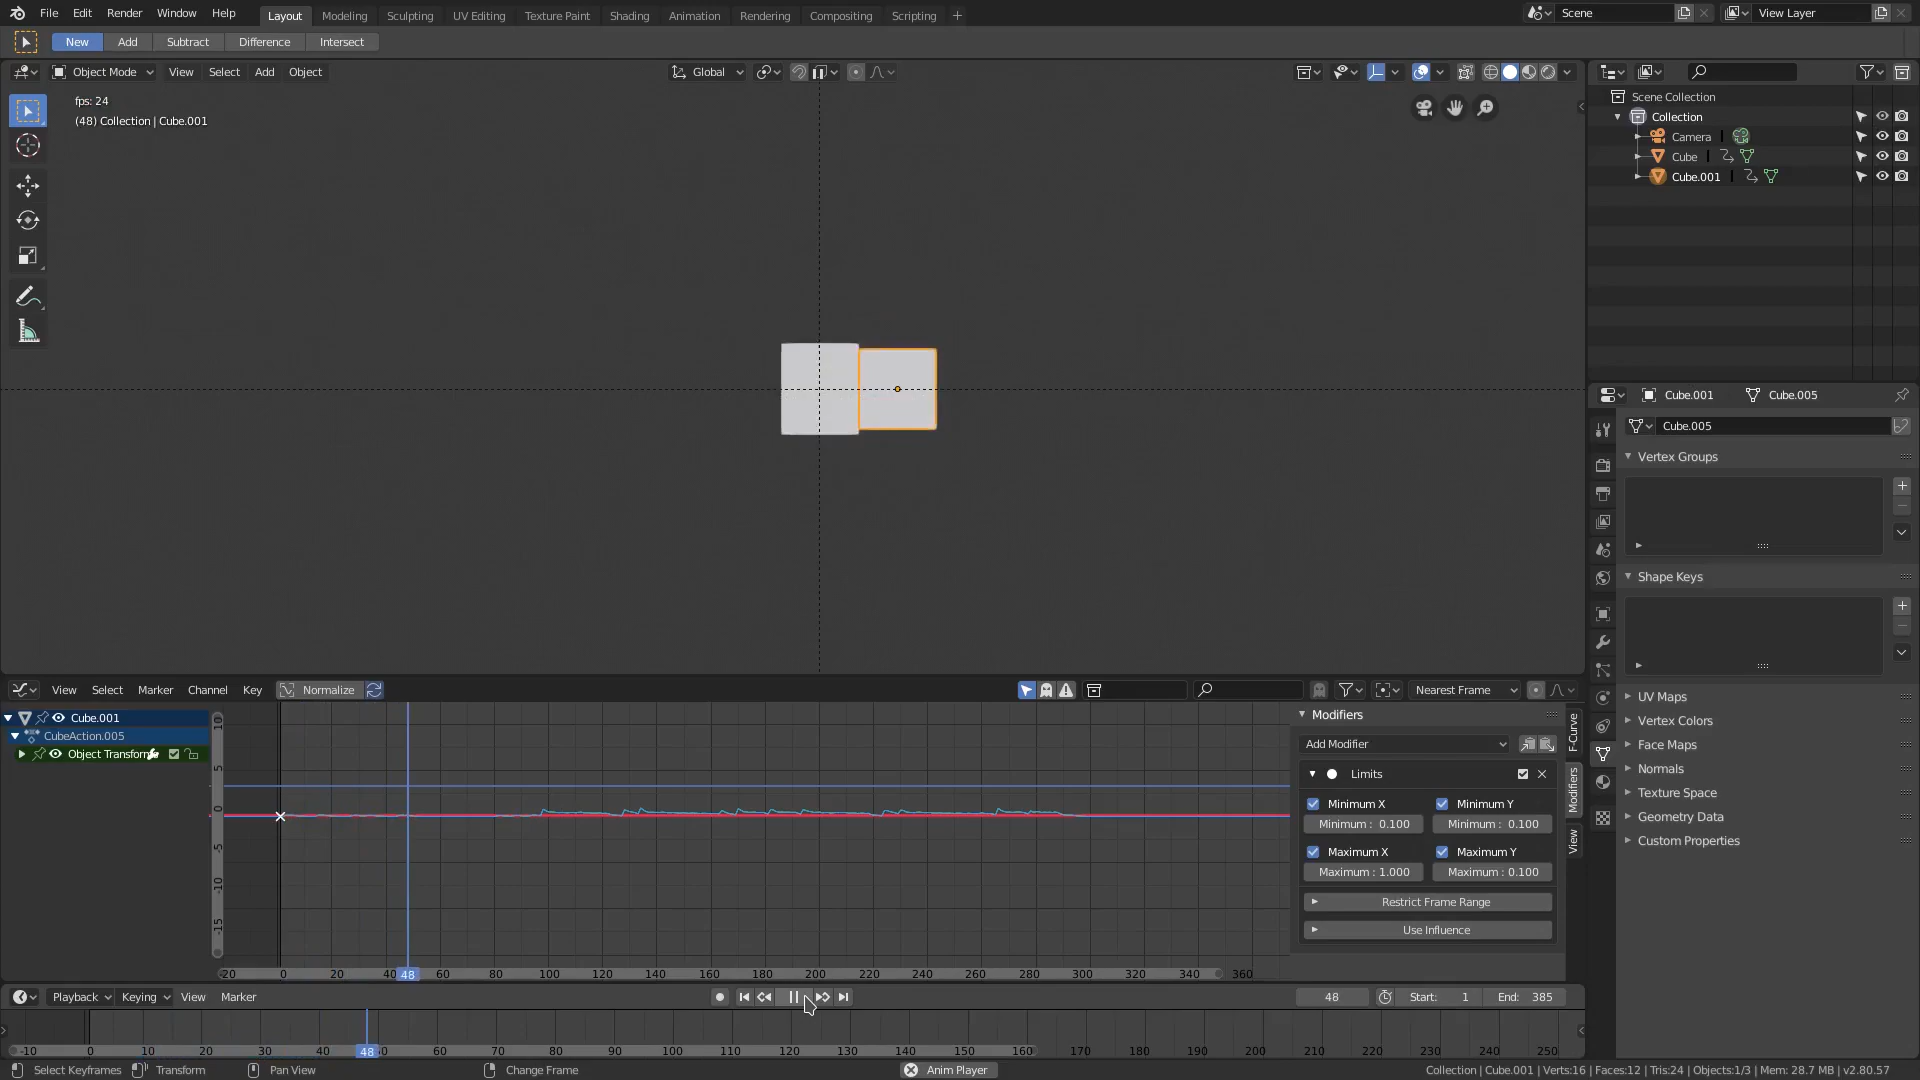 File Edit Render Window Help Layout Modeling Sculpting UV Editing Texture Paint Shading Animation Rendering Compositing Scripting + Scene View Layer
New Add Subtract Difference Intersect
Object Mode View Select Add Object Global
fps: 24
(48) Collection | Cube.001
Scene Collection
Collection
Camera
Cube
Cube.001
Cube.001 Cube.005
Cube.005
Vertex Groups
Shape Keys
UV Maps
Vertex Colors
Face Maps
Normals
Texture Space
Geometry Data
Custom Properties
View Select Marker Channel Key Normalize Nearest Frame
Cube.001
CubeAction.005
Object Transform
10
5
0
-5
-10
-15
-20 0 20 40 48 60 80 100 120 140 160 180 200 220 240 260 280 300 320 340 360
Modifiers
Add Modifier
Limits
Minimum X Minimum Y
Minimum : 0.100 Minimum : 0.100
Maximum X Maximum Y
Maximum : 1.000 Maximum : 0.100
Restrict Frame Range
Use Influence
F-Curve
Modifiers
View
Playback Keying View Marker 48 Start: 1 End: 385
-10 0 10 20 30 40 48 60 70 80 90 100 110 120 130 140 150 160 170 180 190 200 210 220 230 240 250
Select Keyframes Transform Pan View Change Frame Anim Player Collection | Cube.001 | Verts:16 | Faces:12 | Tris:24 | Objects:1/3 | Mem: 28.7 MB | v2.80.57